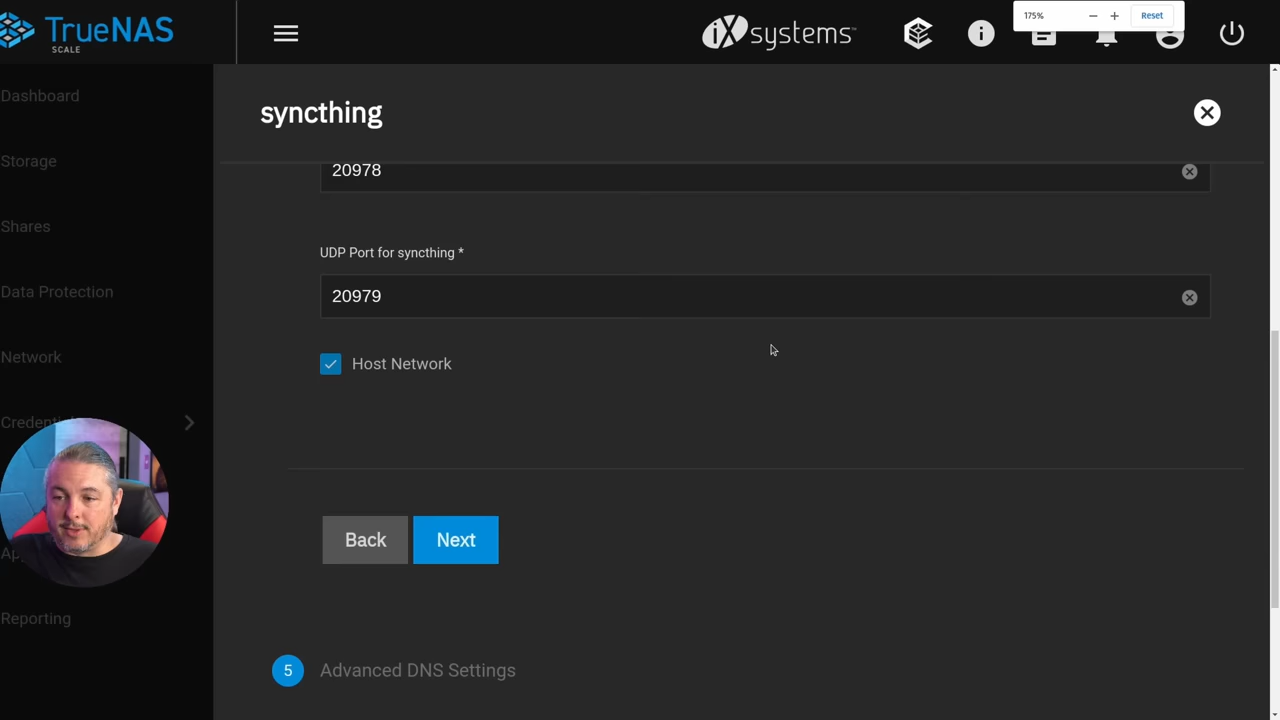 TrueNAS
SCALE
iX systems™
175%
Reset
Dashboard
Storage
Shares
Data Protection
Network
Reporting
syncthing
20978
UDP Port for syncthing *
20979
Host Network
Back
Next
5
Advanced DNS Settings